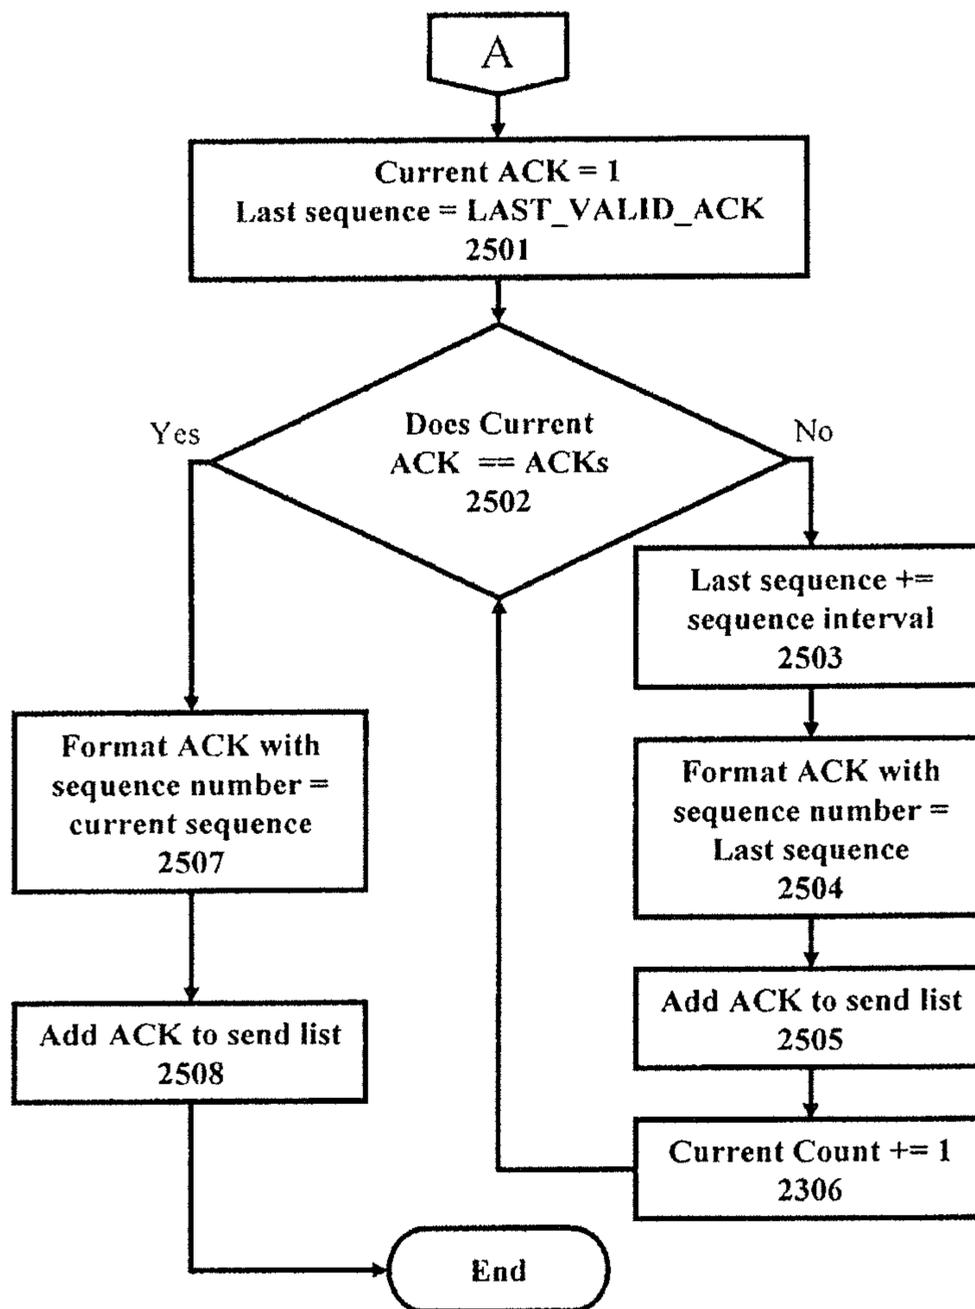 A
Current ACK = 1
Last sequence = LAST_VALID_ACK
2501
Does Current
ACK == ACKs
2502
Yes
No
Last sequence +=
sequence interval
2503
Format ACK with
sequence number =
Last sequence
2504
Add ACK to send list
2505
Current Count += 1
2306
Format ACK with
sequence number =
current sequence
2507
Add ACK to send list
2508
End